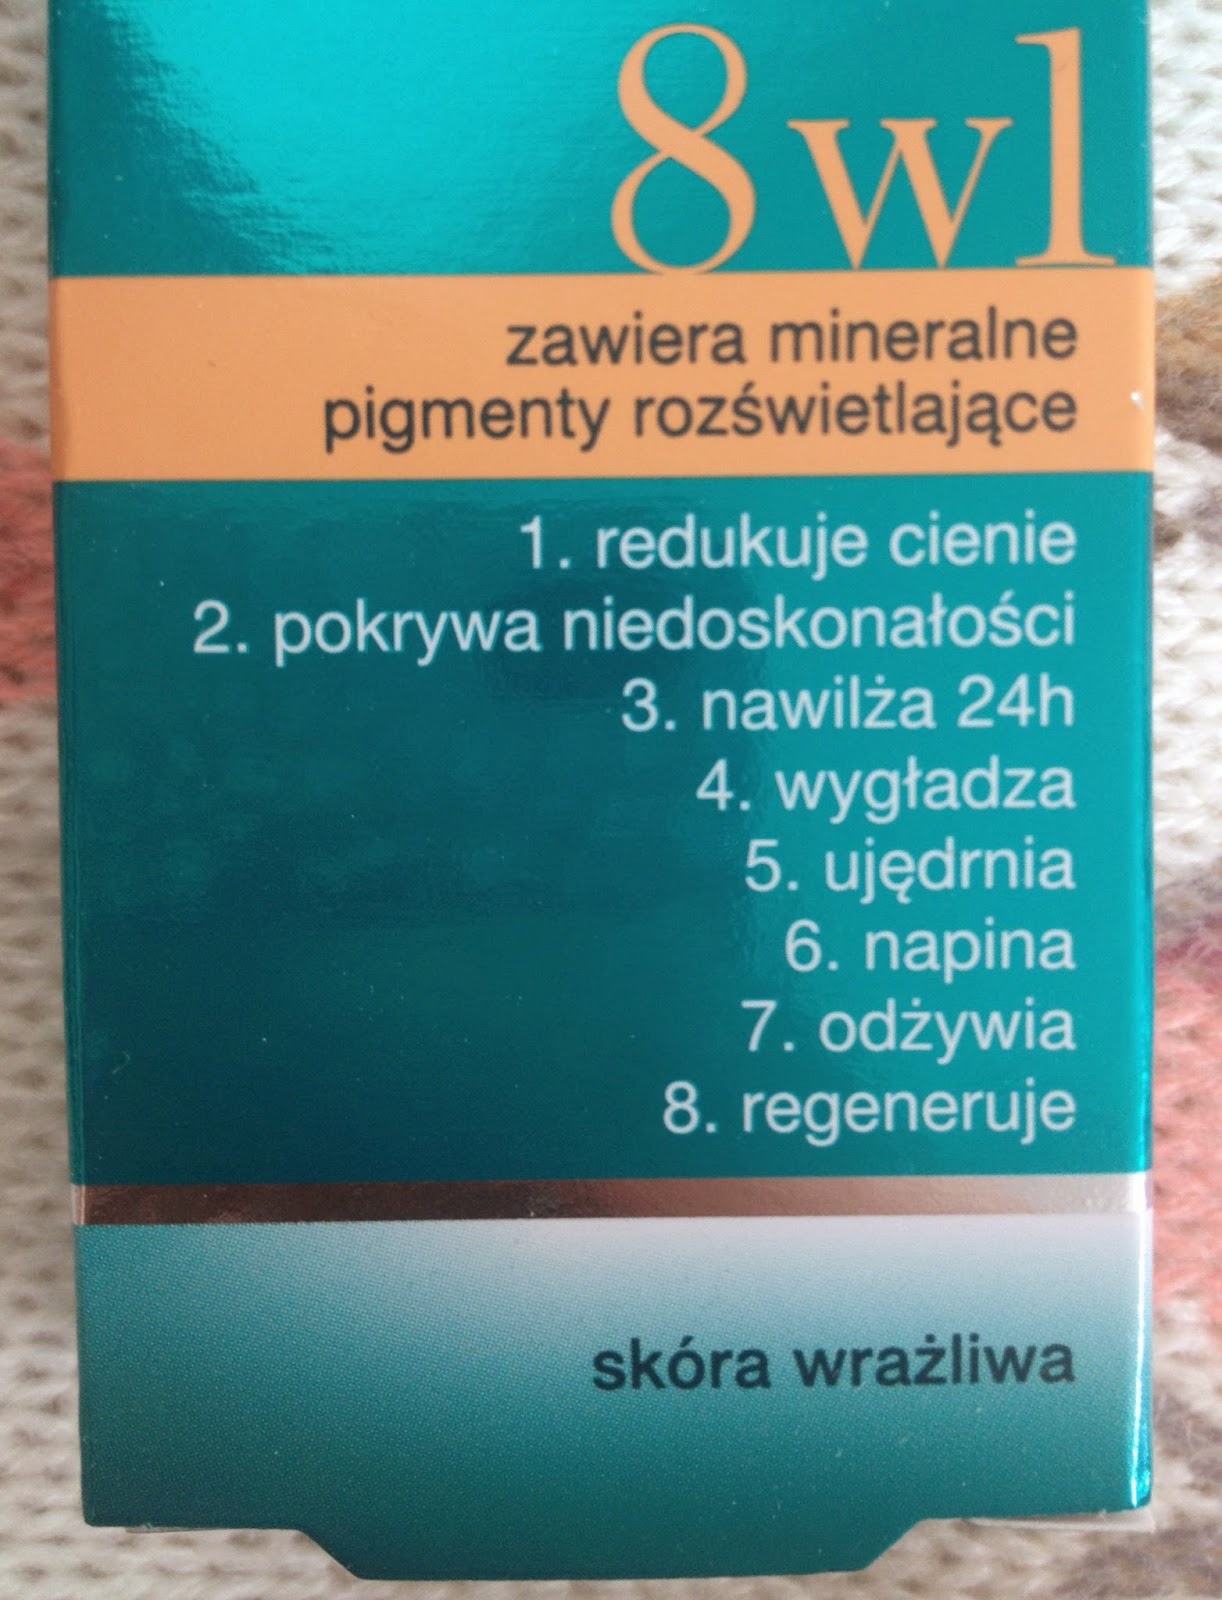 8w1
zawiera mineralne
pigmenty rozświetlające
1. redukuje cienie
2. pokrywa niedoskonałości
3. nawilża 24h
4. wygładza
5. ujędrnia
6. napina
7. odżywia
8. regeneruje
skóra wrażliwa